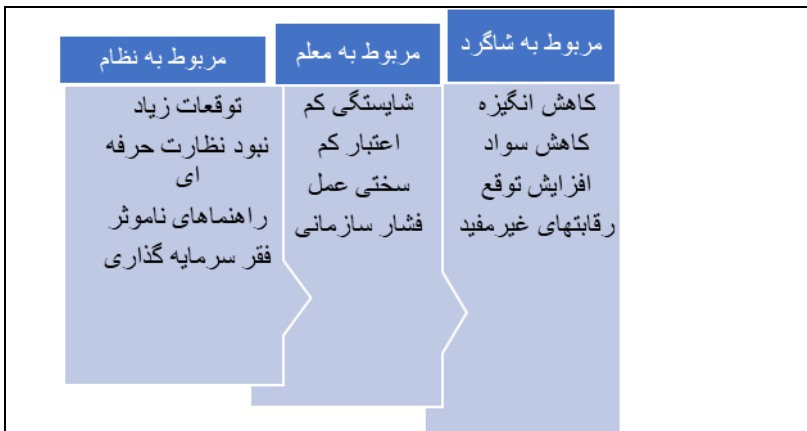 مربوط به شاگرد
کاهش انگیزه
کاهش سواد
افزایش توقع
رقابتهای غیرمفید
مربوط به معلم
شایستگی کم
اعتبار کم
سختی عمل
فشار سازمانی
مربوط به نظام
توقعات زیاد
نبود نظارت حرفه
ای
راهنماهای ناموثر
فقر سرمایه گذاری